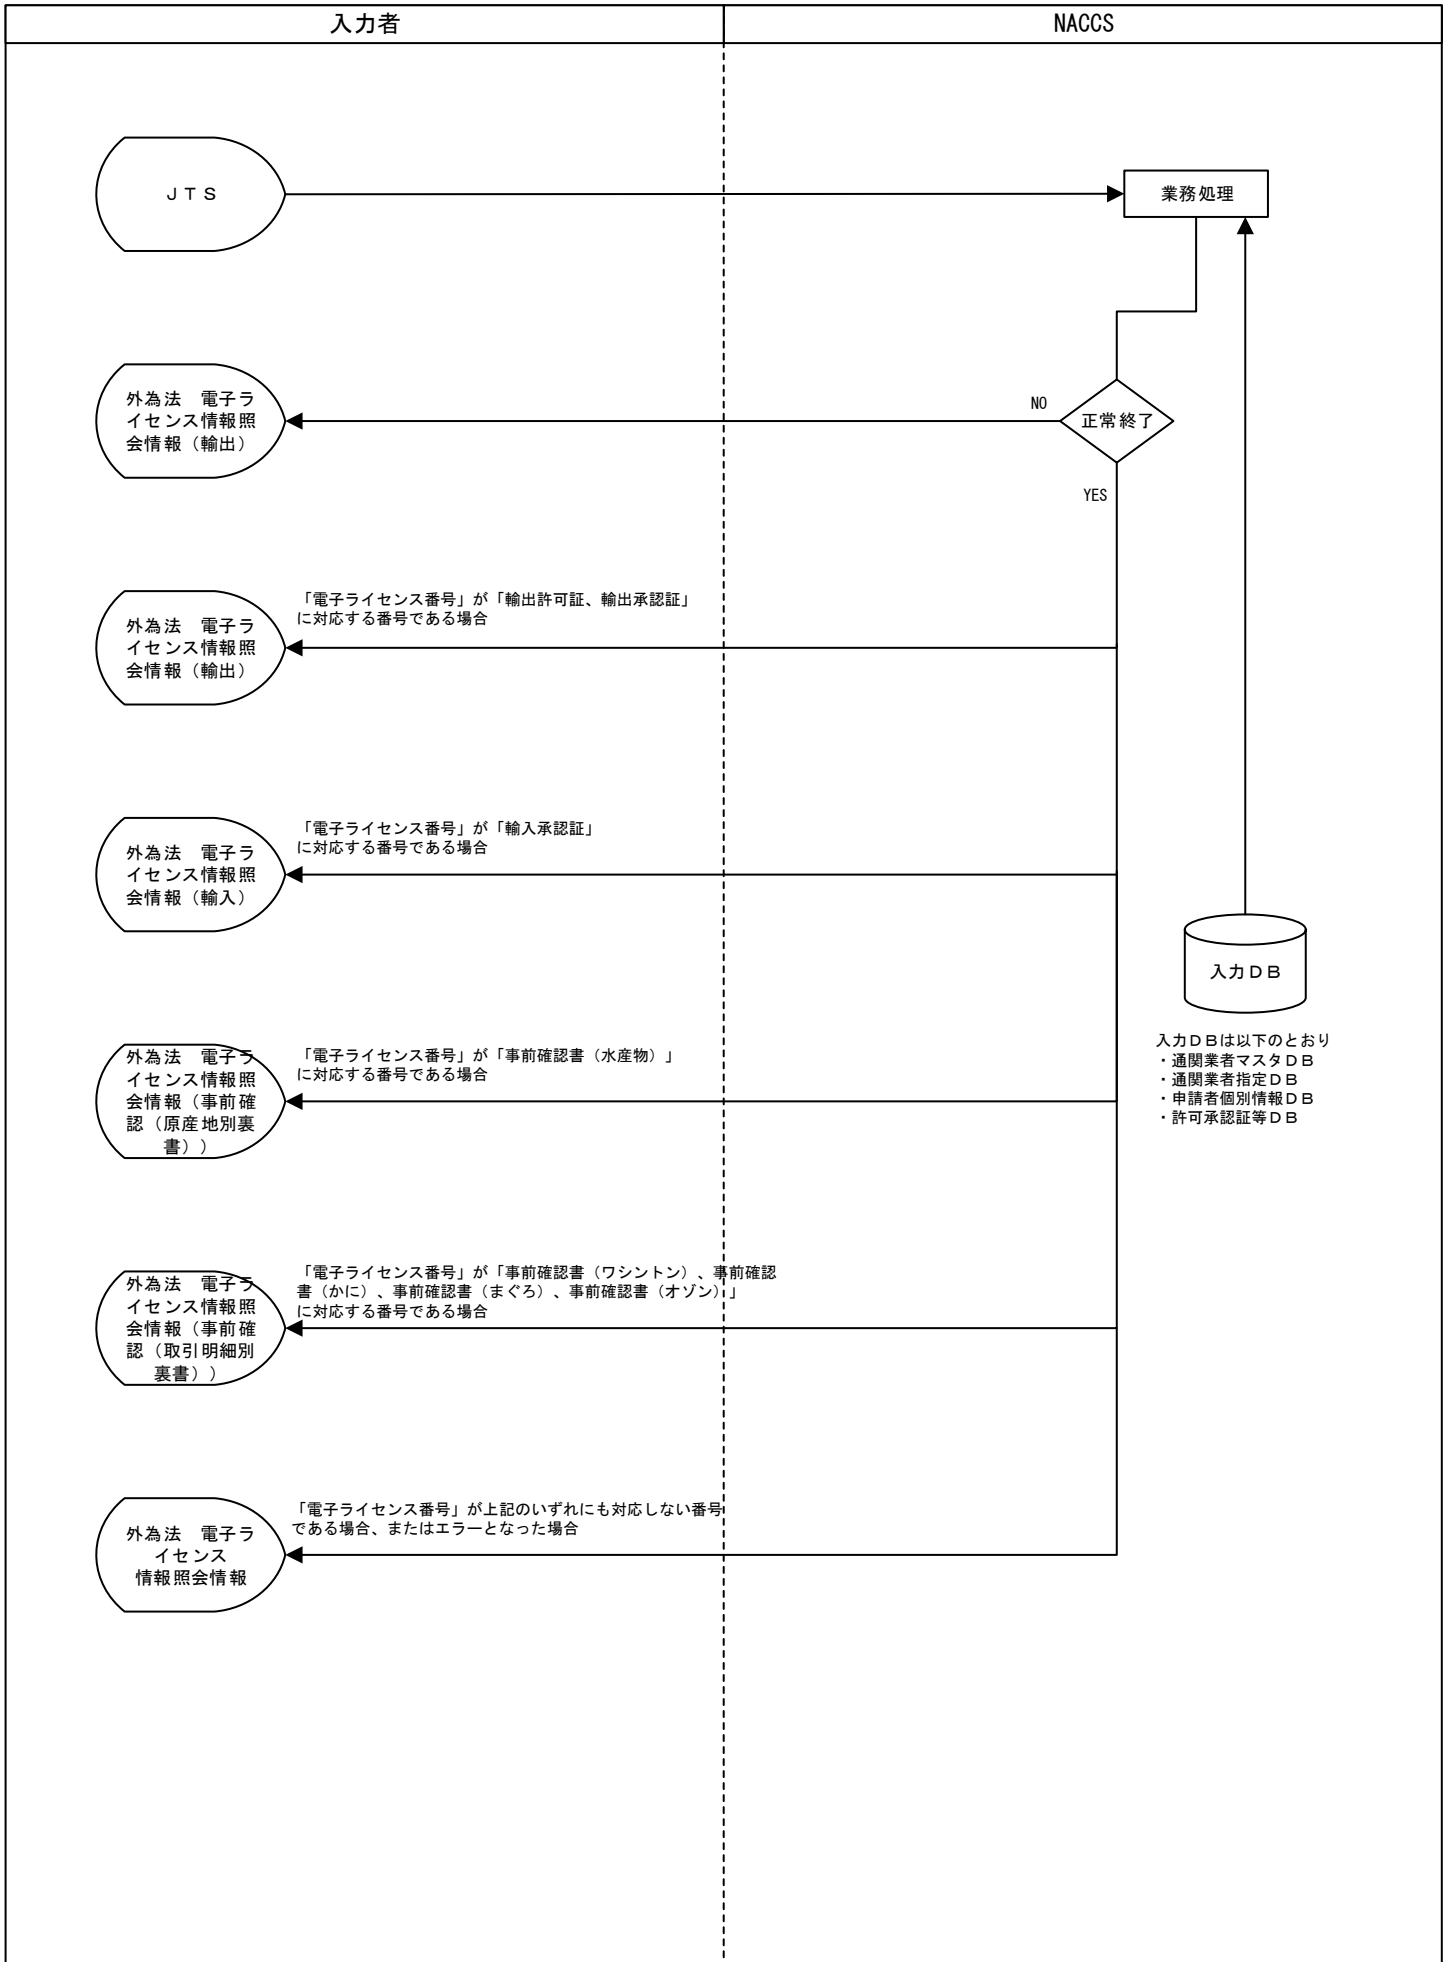 入力者
NACCS
ＪＴＳ
業務処理
外為法　電子ラ
イセンス情報照
会情報（輸出）
NO
正常終了
YES
「電子ライセンス番号」が「輸出許可証、輸出承認証」
に対応する番号である場合
外為法　電子ラ
イセンス情報照
会情報（輸出）
「電子ライセンス番号」が「輸入承認証」
に対応する番号である場合
外為法　電子ラ
イセンス情報照
会情報（輸入）
入力ＤＢ
入力ＤＢは以下のとおり
・通関業者マスタＤＢ
・通関業者指定ＤＢ
・申請者個別情報ＤＢ
・許可承認証等ＤＢ
「電子ライセンス番号」が「事前確認書（水産物）」
に対応する番号である場合
外為法　電子ラ
イセンス情報照
会情報（事前確
認（原産地別裏
書））
「電子ライセンス番号」が「事前確認書（ワシントン）、事前確認
書（かに）、事前確認書（まぐろ）、事前確認書（オゾン）」
に対応する番号である場合
外為法　電子ラ
イセンス情報照
会情報（事前確
認（取引明細別
裏書））
「電子ライセンス番号」が上記のいずれにも対応しない番号
である場合、またはエラーとなった場合
外為法　電子ラ
イセンス
情報照会情報